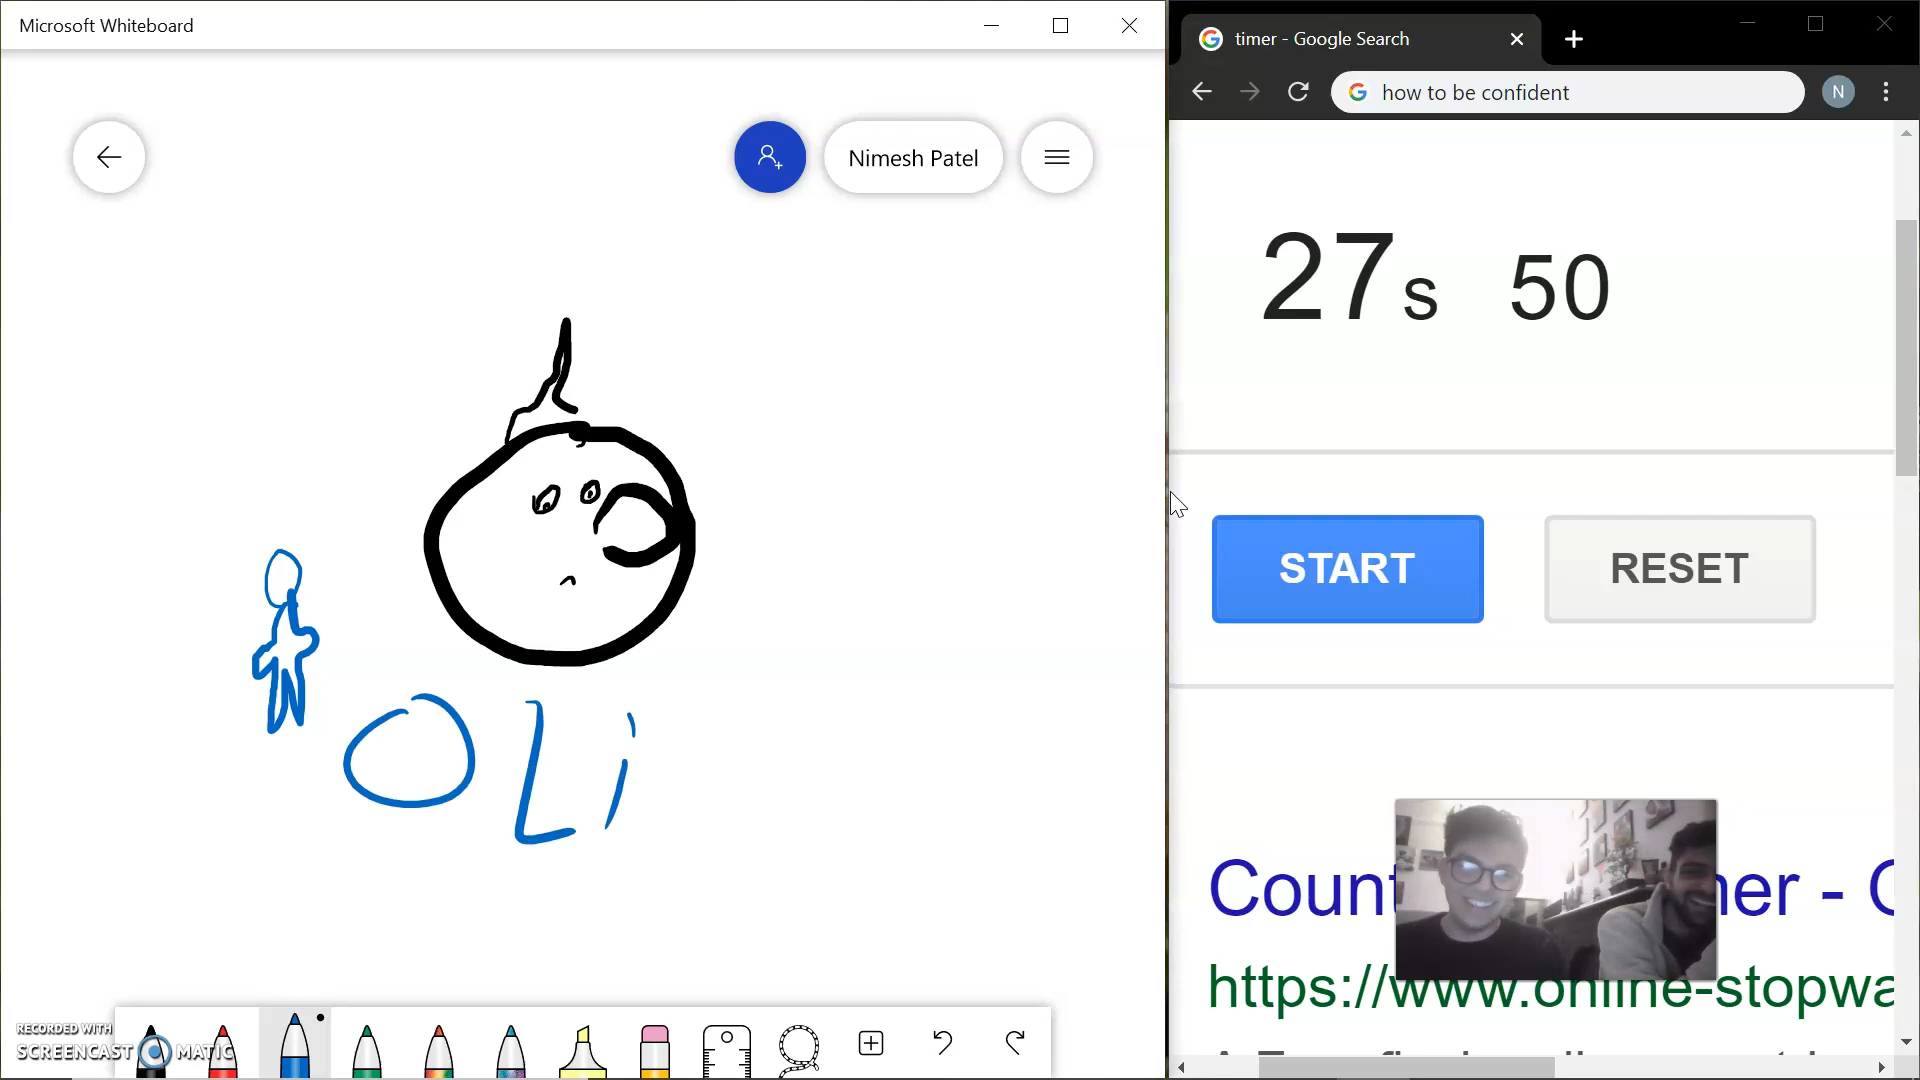 Microsoft Whiteboard
Nimesh Patel
OLi
RECORDED WITH
SCREENCAST MATIC
timer - Google Search
how to be confident
N
27s 50
START
RESET
Count
mer - C
https://www.online-stopwa